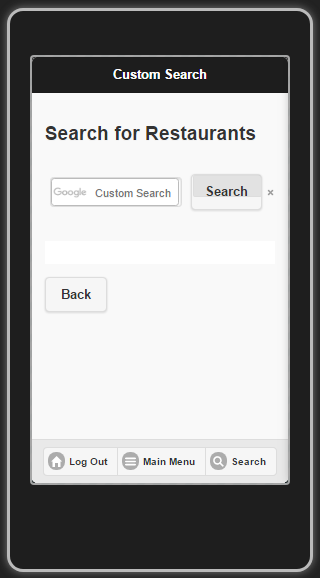 Custom Search
Search for Restaurants
Google Custom Search Search ×
Back
Log Out Main Menu Search